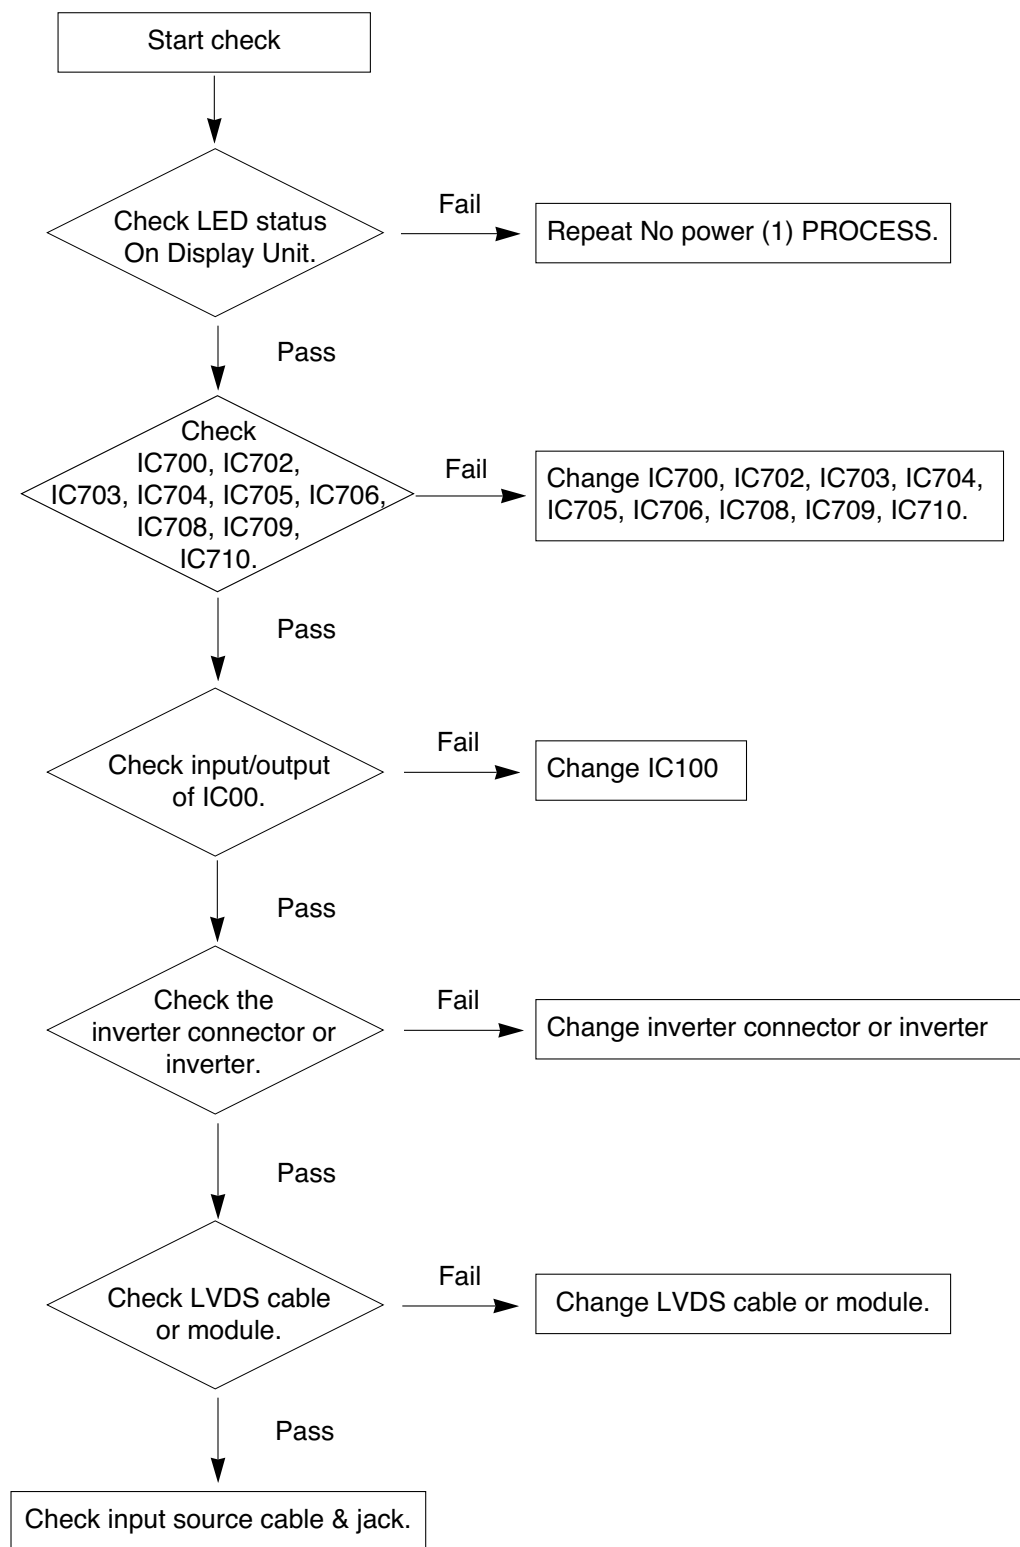 Start check
Check LED status
On Display Unit.
Fail
Repeat No power (1) PROCESS.
Pass
Check
IC700, IC702,
IC703, IC704, IC705, IC706,
IC708, IC709,
IC710.
Fail
Change IC700, IC702, IC703, IC704,
IC705, IC706, IC708, IC709, IC710.
Pass
Check input/output
of IC00.
Fail
Change IC100
Pass
Check the
inverter connector or
inverter.
Fail
Change inverter connector or inverter
Pass
Check LVDS cable
or module.
Fail
Change LVDS cable or module.
Pass
Check input source cable & jack.